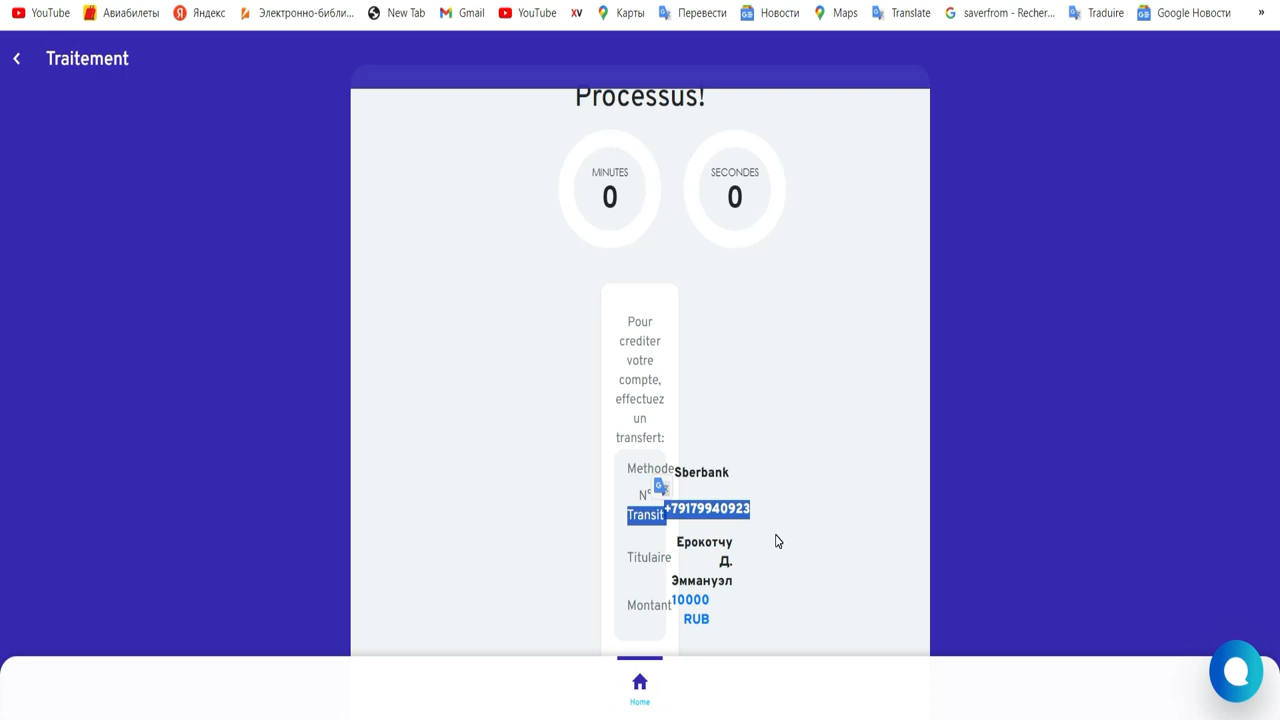 YouTube Авиабилеты Яндекс Электронно-библи... New Tab Gmail YouTube XV Карты Перевести Новости Maps Translate saverfrom - Recher... Traduire Google Новости »
Traitement
Processus!
MINUTES SECONDES
0 0
Pour
crediter
votre
compte,
effectuez
un
transfert:
Methode Sberbank
N°
Transit +79179940923
Titulaire Ерокотчу
Д.
Эммануэл
Montant 10000
RUB
Home